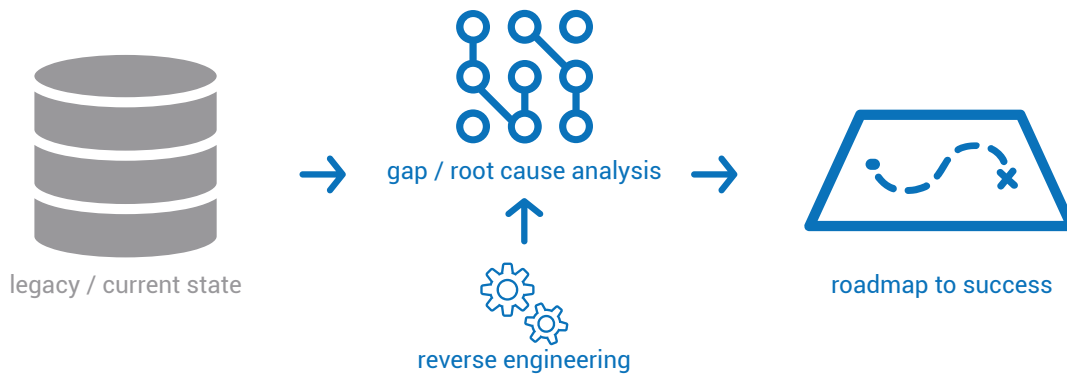 gap / root cause analysis
legacy / current state
roadmap to success
reverse engineering